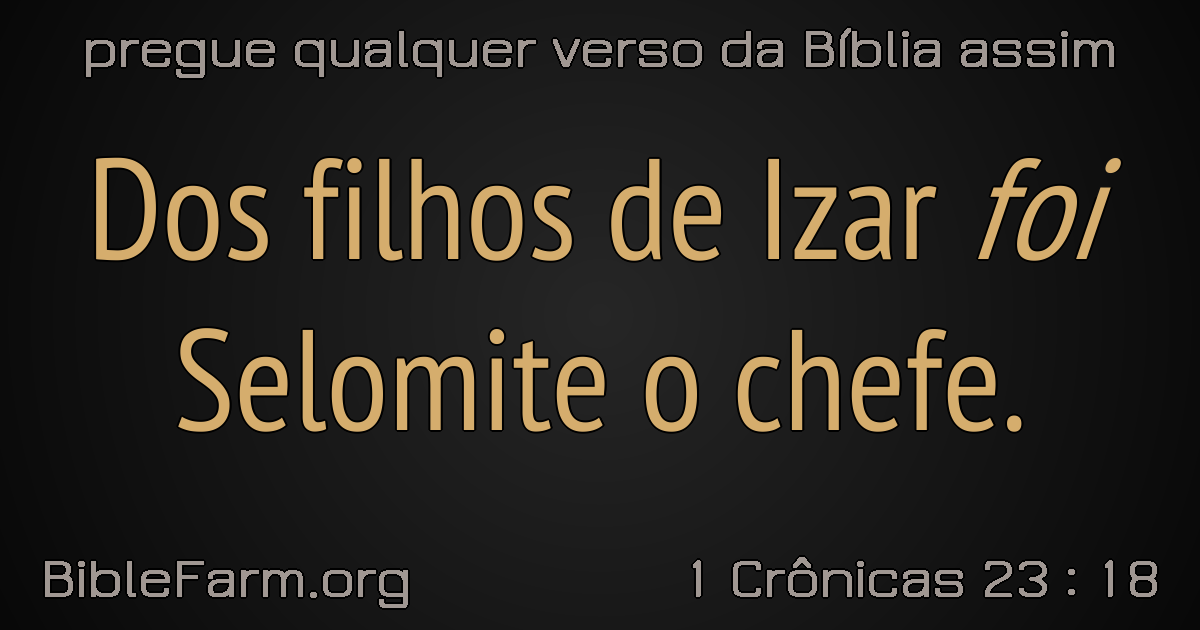 pregue qualquer verso da Bíblia assim
Dos filhos de Izar foi
Selomite o chefe.
BibleFarm.org
1 Crônicas 23 : 18